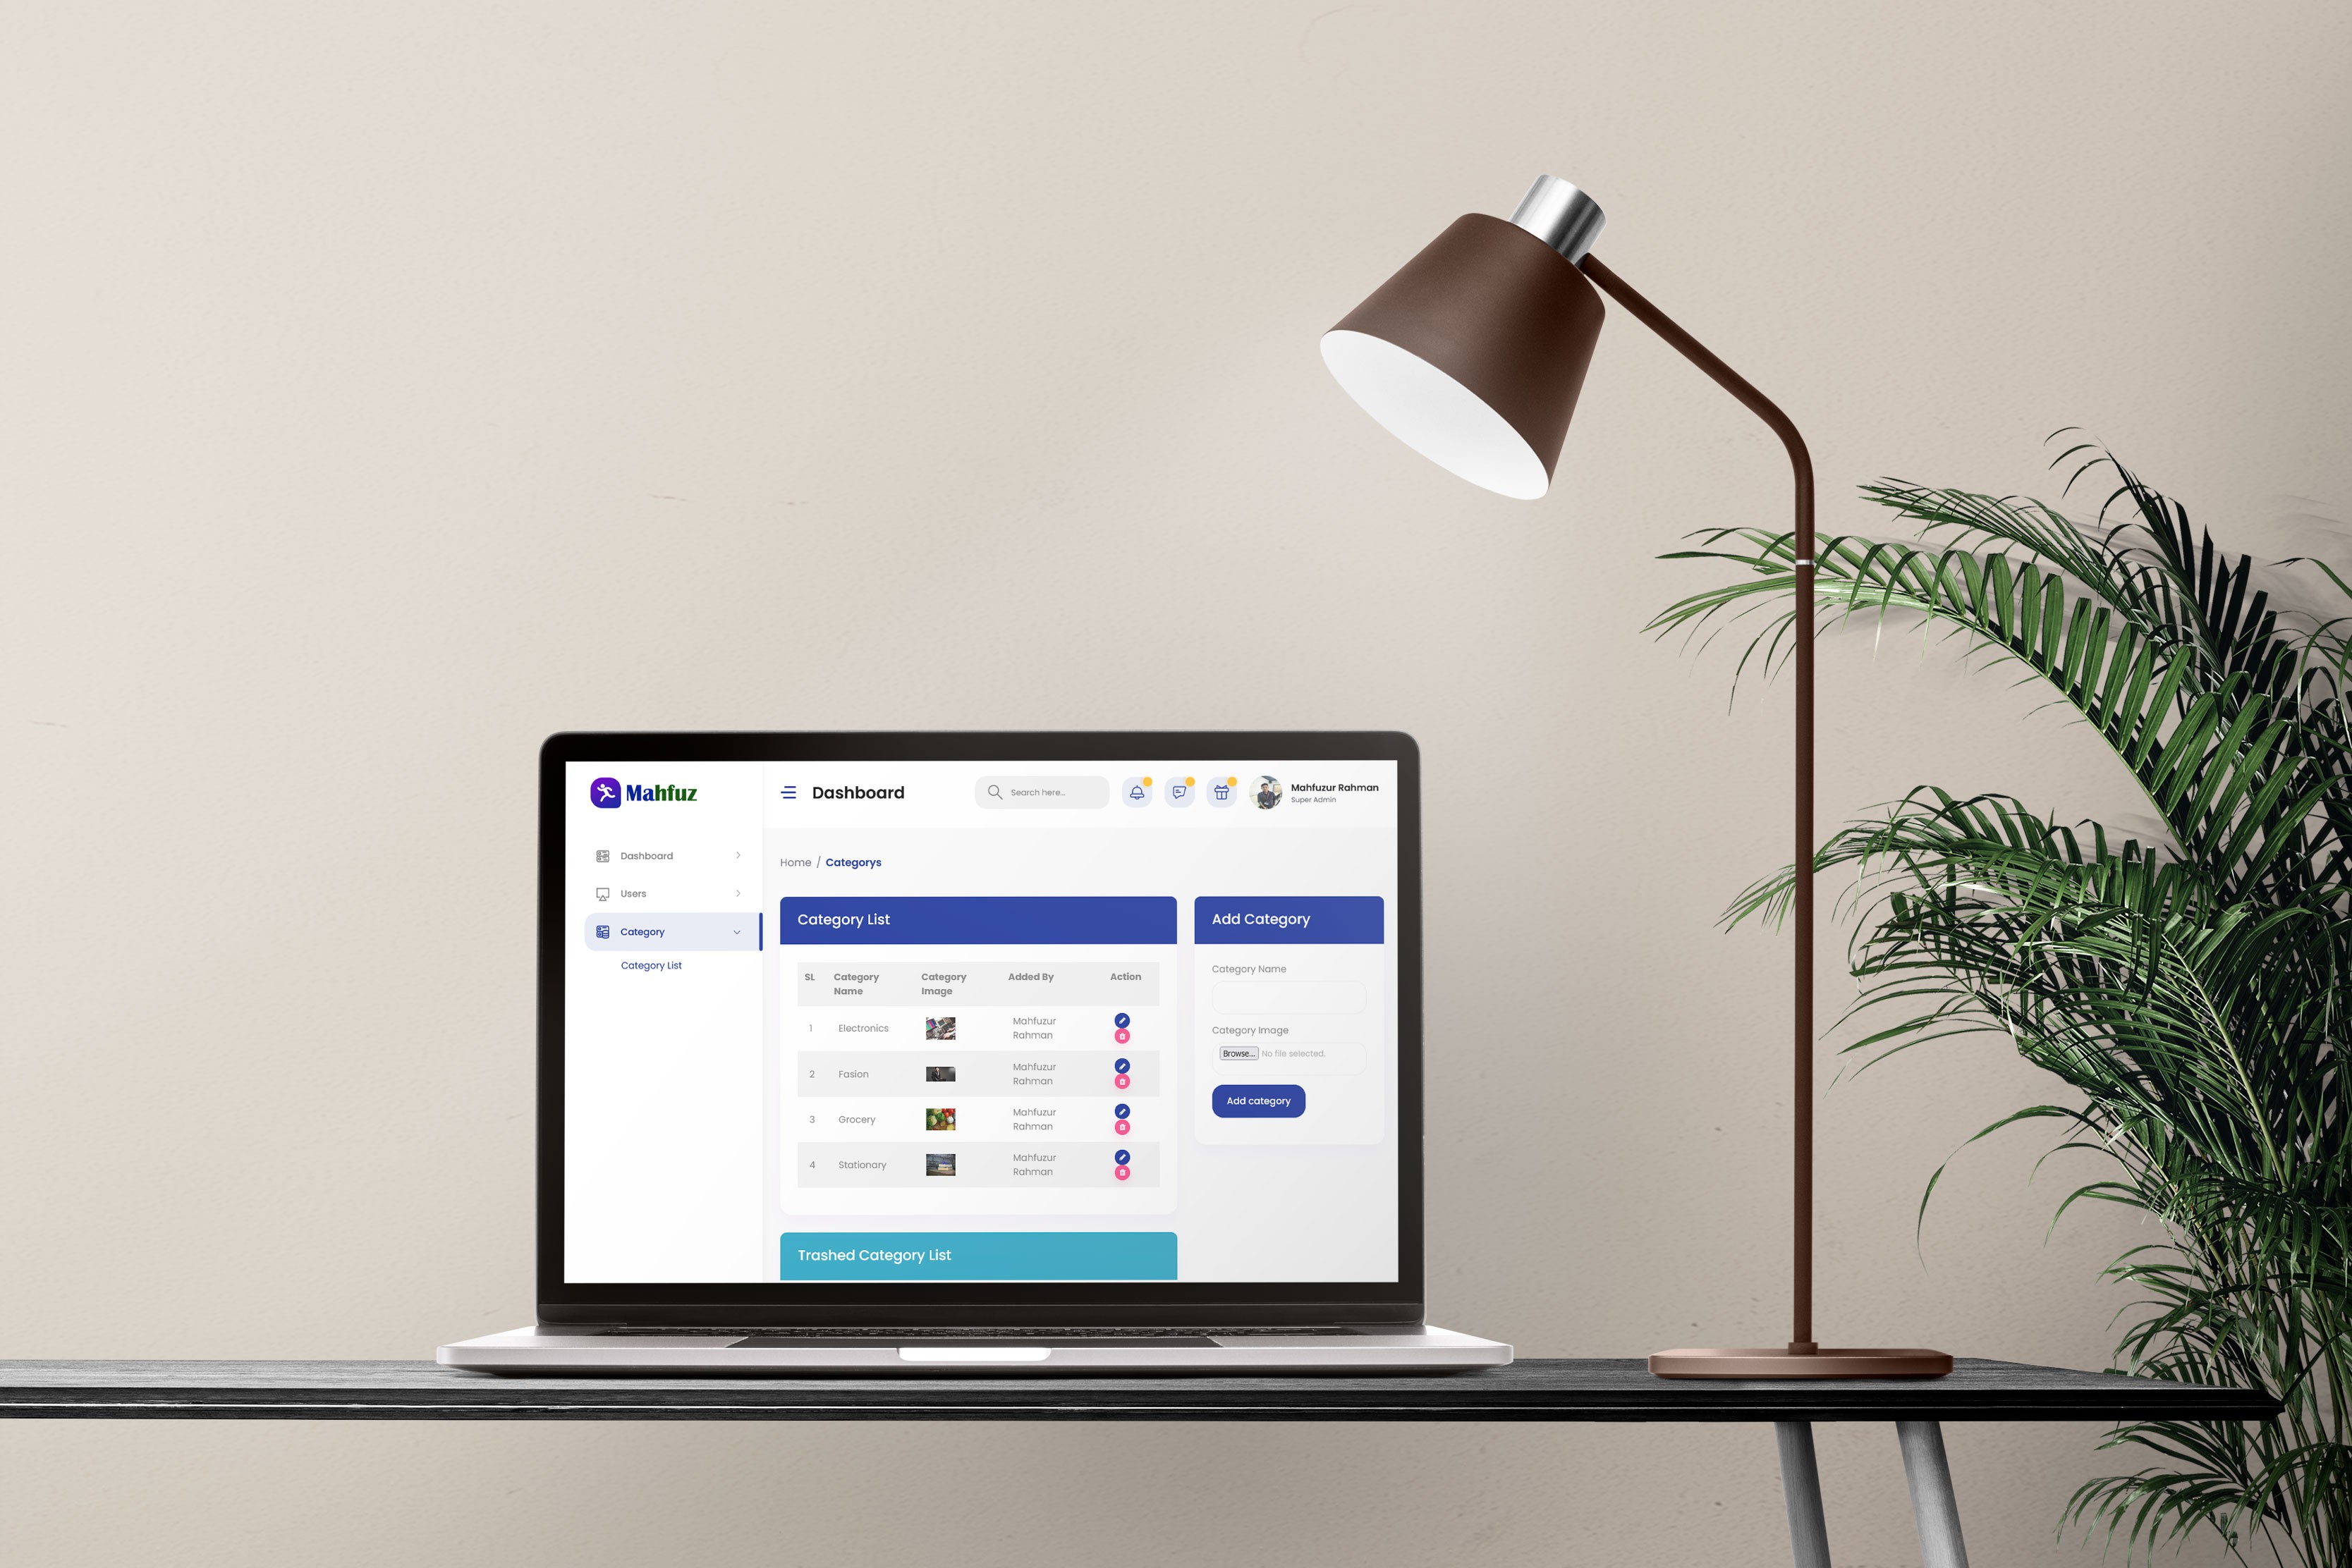 Mahfuz
Dashboard
Search here...
Mahfuzur Rahman
Super Admin
Dashboard
Users
Category
Category List
Home / Categorys
Category List
SL Category Name Category Image Added By Action
1 Electronics Mahfuzur Rahman
2 Fasion Mahfuzur Rahman
3 Grocery Mahfuzur Rahman
4 Stationary Mahfuzur Rahman
Trashed Category List
Add Category
Category Name
Category Image
Browse... No file selected.
Add category